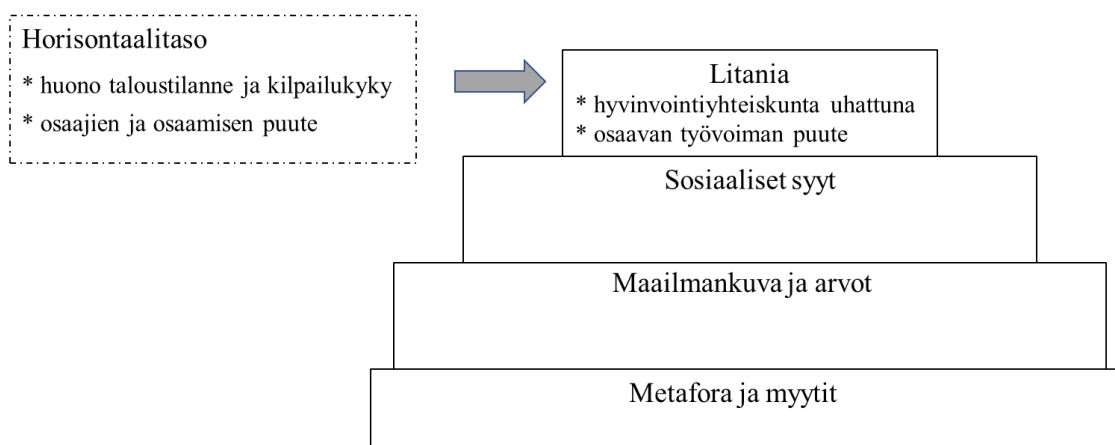 Horisontaalitaso
* huono taloustilanne ja kilpailukyky
* osaajien ja osaamisen puute
Litania
* hyvinvointiyhteiskunta uhattuna
* osaavan työvoiman puute
Sosiaaliset syyt
Maailmankuva ja arvot
Metafora ja myytit